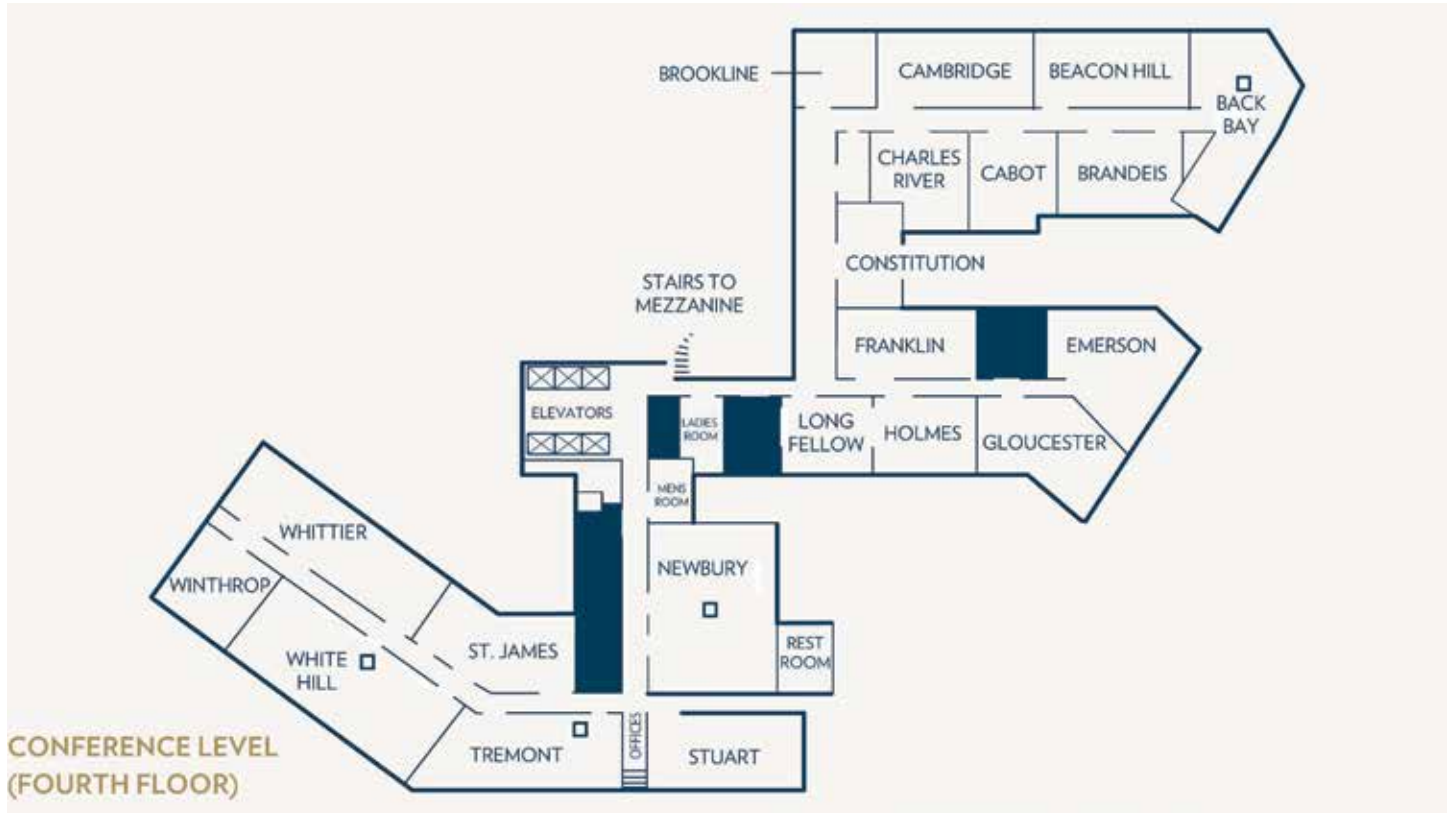 BROOKLINE
CAMBRIDGE
BEACON HILL
BACK
BAY
CHARLES
RIVER
CABOT
BRANDEIS
CONSTITUTION
STAIRS TO
MEZZANINE
FRANKLIN
EMERSON
ELEVATORS
LADIES
ROOM
LONG
FELLOW
HOLMES
GLOUCESTER
MENS
ROOM
WHITTIER
WINTHROP
NEWBURY
ST. JAMES
WHITE
HILL
REST
ROOM
TREMONT
OFFICES
STUART
CONFERENCE LEVEL
(FOURTH FLOOR)